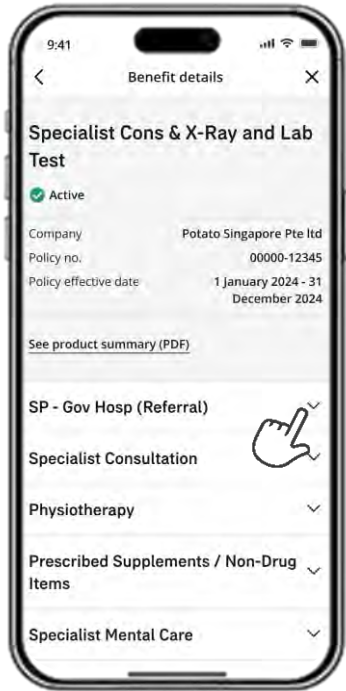 9:41
Benefit details
Specialist Cons & X-Ray and Lab
Test
Active
Company Potato Singapore Pte ltd
Policy no. 00000-12345
Policy effective date 1 January 2024 - 31
December 2024
See product summary (PDF)
SP - Gov Hosp (Referral)
Specialist Consultation
Physiotherapy
Prescribed Supplements / Non-Drug
Items
Specialist Mental Care